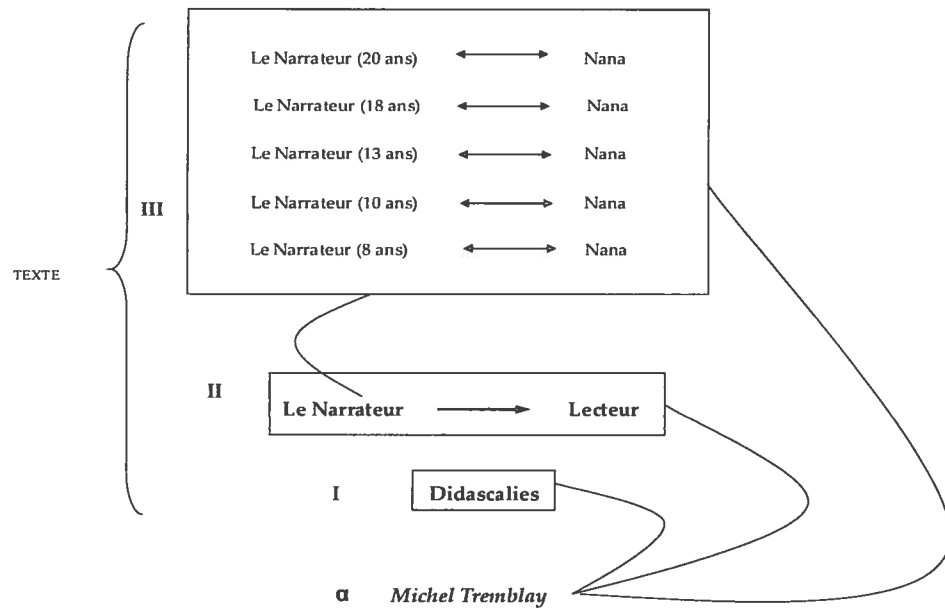 Le Narrateur (20 ans) Nana
Le Narrateur (18 ans) Nana
Le Narrateur (13 ans) Nana
III
Le Narrateur (10 ans) Nana
Le Narrateur (8 ans) Nana
TEXTE
II
Le Narrateur Lecteur
I
Didascalies
α Michel Tremblay